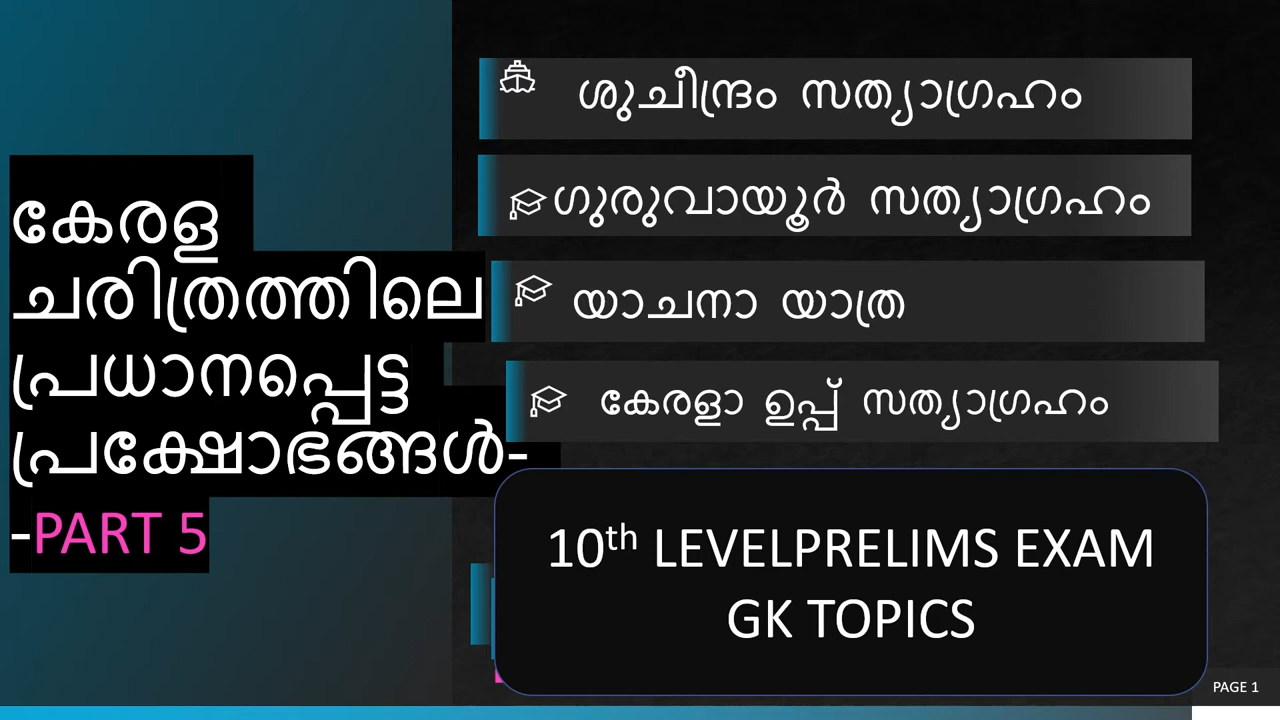 കേരള
ചരിത്രത്തിലെ
പ്രധാനപ്പെട്ട
പ്രക്ഷോഭങ്ങൾ-
-PART 5
ശുചീന്ദ്രം സത്യാഗ്രഹം
ഗുരുവായൂർ സത്യാഗ്രഹം
യാചനാ യാത്ര
കേരളാ ഉപ്പ് സത്യാഗ്രഹം
10th LEVELPRELIMS EXAM
GK TOPICS
PAGE 1